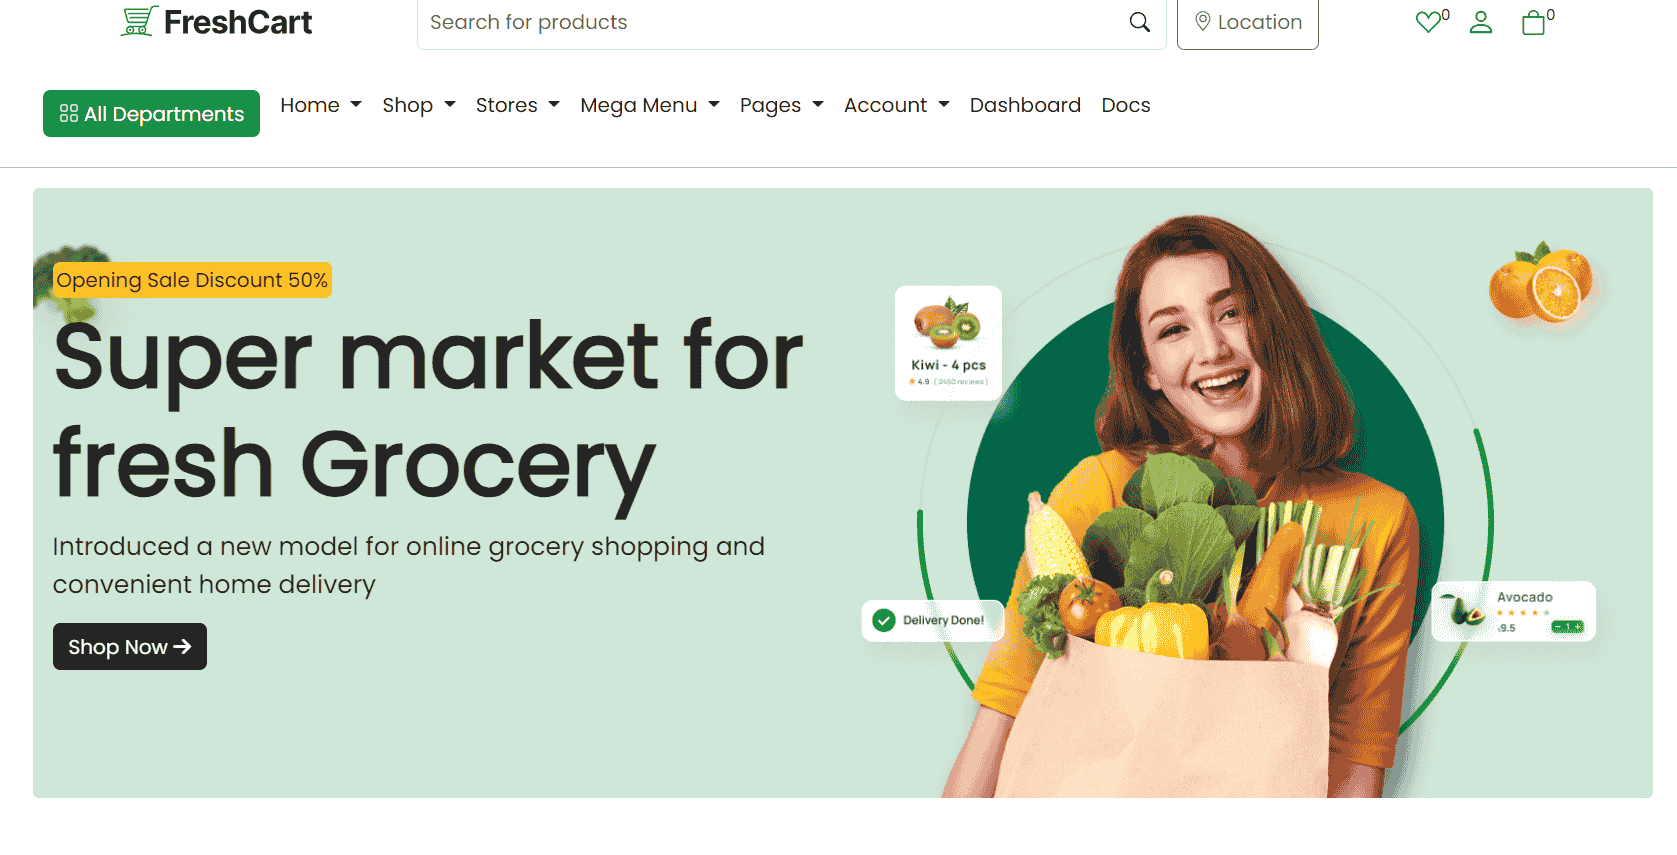 FreshCart
Search for products
Location
0
0
All Departments
Home
Shop
Stores
Mega Menu
Pages
Account
Dashboard
Docs
Opening Sale Discount 50%
Super market for
fresh Grocery
Introduced a new model for online grocery shopping and
convenient home delivery
Shop Now
Kiwi - 4 pcs
4.9 (3450 reviews)
Delivery Done!
Avocado
$9.5
- 1 +